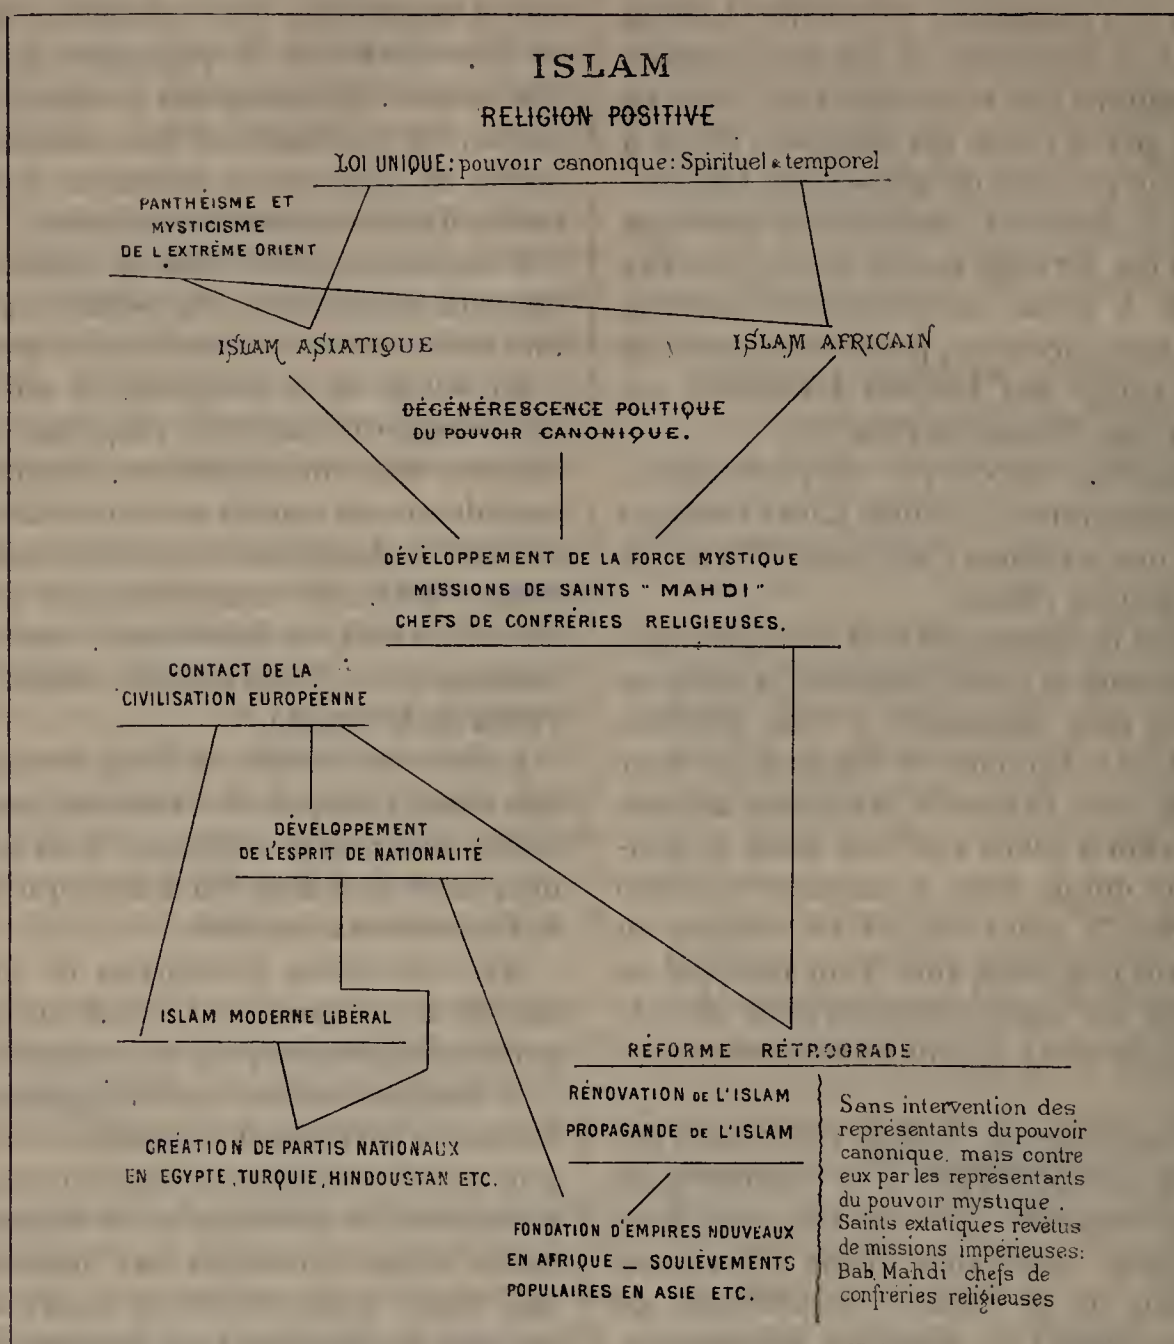 ISLAM
RELIGION POSITIVE
LOI UNIQUE: pouvoir canonique: Spirituel & temporel
PANTHÉISME ET
MYSTICISME
DE L EXTRÊME ORIENT
ISLAM ASIATIQUE
ISLAM AFRICAIN
DÉGÉNÉRESCENCE POLITIQUE
DU POUVOIR CANONIQUE.
DÉVELOPPEMENT DE LA FORCE MYSTIQUE
MISSIONS DE SAINTS " MAHDI "
CHEFS DE CONFRÉRIES RELIGIEUSES.
CONTACT DE LA
CIVILISATION EUROPÉENNE
DÉVELOPPEMENT
DE L'ESPRIT DE NATIONALITÉ
ISLAM MODERNE LIBÉRAL
CRÉATION DE PARTIS NATIONAUX
EN EGYPTE, TURQUIE, HINDOUSTAN ETC.
RÉFORME RÉTROGRADE
RÉNOVATION DE L'ISLAM
PROPAGANDE DE L'ISLAM
FONDATION D'EMPIRES NOUVEAUX
EN AFRIQUE _ SOULÈVEMENTS
POPULAIRES EN ASIE ETC.
Sans intervention des
représentants du pouvoir
canonique. mais contre
eux par les représentants
du pouvoir mystique.
Saints extatiques revêtus
de missions impérieuses:
Bab, Mahdi chefs de
confréries religieuses